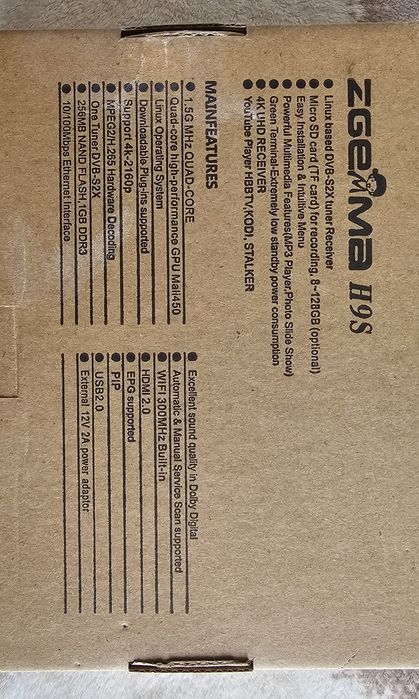 ZGEMMA H9S
Linux based DVB-S2X tuner Receiver
Micro SD card (TF card) for recording, 8~128GB (optional)
Easy Installation & Intuitive Menu
Powerful Multimedia Features(MP3 Player,Photo Slide Show)
Green Terminal-Extremely low standby power consumption
4K UHD RECEIVER
YouTube Player HBBTV,KODI, STALKER
MAINFEATURES
1.5G MHz QUAD-CORE
Quad-core high-performance GPU Mali450
Linux Operating System
Downloadable Plug-ins supported
Support 4k-2160p
MPEG2/H.265 Hardware Decoding
One Tuner DVB-S2X
256MB NAND FLASH,1GB DDR3
10/100Mbps Ethernet Interface
Excellent sound quality in Dolby Digital
Automatic & Manual Service Scan supported
WIFI 300MHz Built-in
HDMI 2.0
EPG supported
PIP
USB2.0
External 12V 2A power adaptor